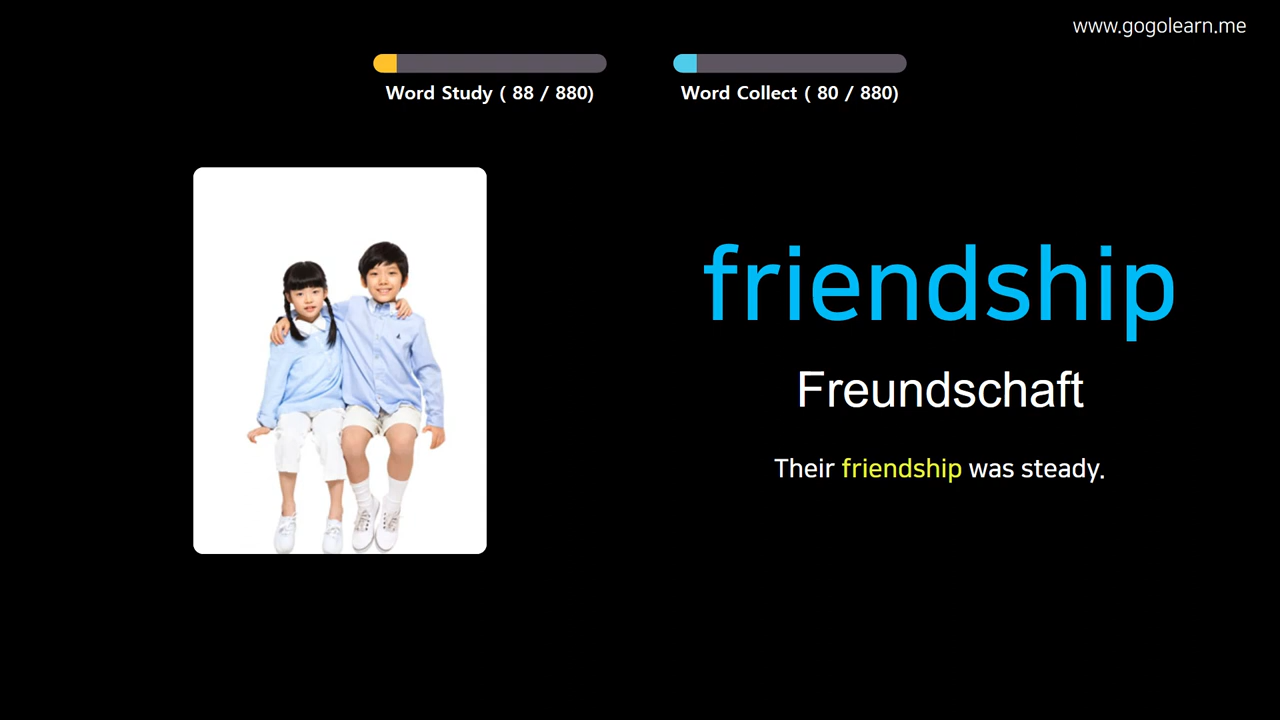 www.gogolearn.me
Word Study ( 88 / 880)
Word Collect ( 80 / 880)
friendship
Freundschaft
Their friendship was steady.